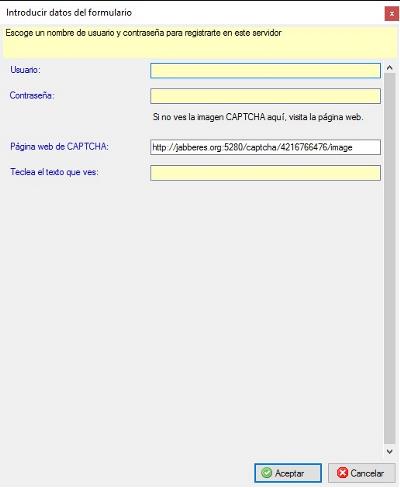 Introducir datos del formulario
x
Escoge un nombre de usuario y contraseña para registrarte en este servidor
Usuario:
Contraseña:
Si no ves la imagen CAPTCHA aquí, visita la página web.
Página web de CAPTCHA: http://jabberes.org:5280/captcha/4216766476/image
Teclea el texto que ves:
Aceptar Cancelar